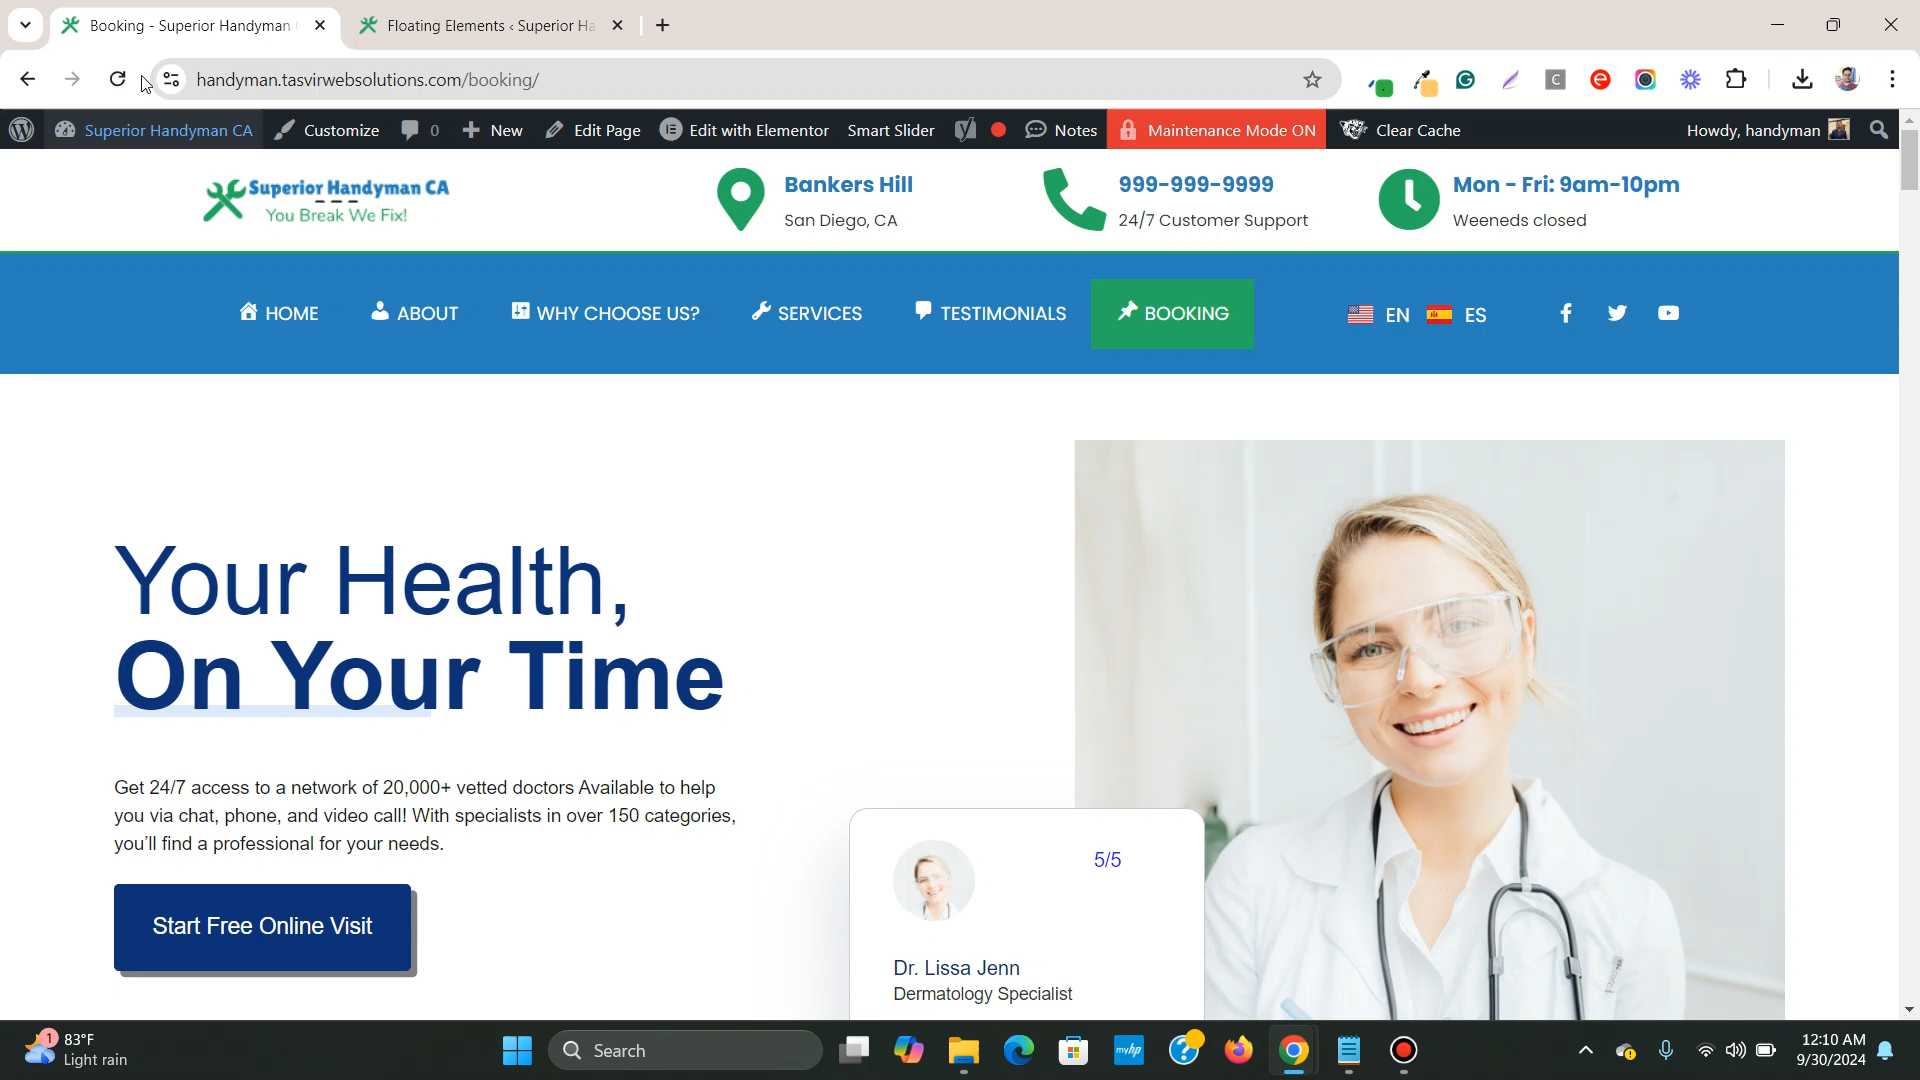 Booking - Superior Handyman
Floating Elements ‹ Superior Ha
handyman.tasvirwebsolutions.com/booking/
Superior Handyman CA
Customize
0
New
Edit Page
Edit with Elementor
Smart Slider
Notes
Maintenance Mode ON
Clear Cache
Howdy, handyman
Superior Handyman CA
You Break We Fix!
Bankers Hill
San Diego, CA
999-999-9999
24/7 Customer Support
Mon - Fri: 9am-10pm
Weeneds closed
HOME
ABOUT
WHY CHOOSE US?
SERVICES
TESTIMONIALS
BOOKING
EN
ES
Your Health,
On Your Time
Get 24/7 access to a network of 20,000+ vetted doctors Available to help
you via chat, phone, and video call! With specialists in over 150 categories,
you'll find a professional for your needs.
Start Free Online Visit
5/5
Dr. Lissa Jenn
Dermatology Specialist
1
83°F
Light rain
Search
myhp
12:10 AM
9/30/2024